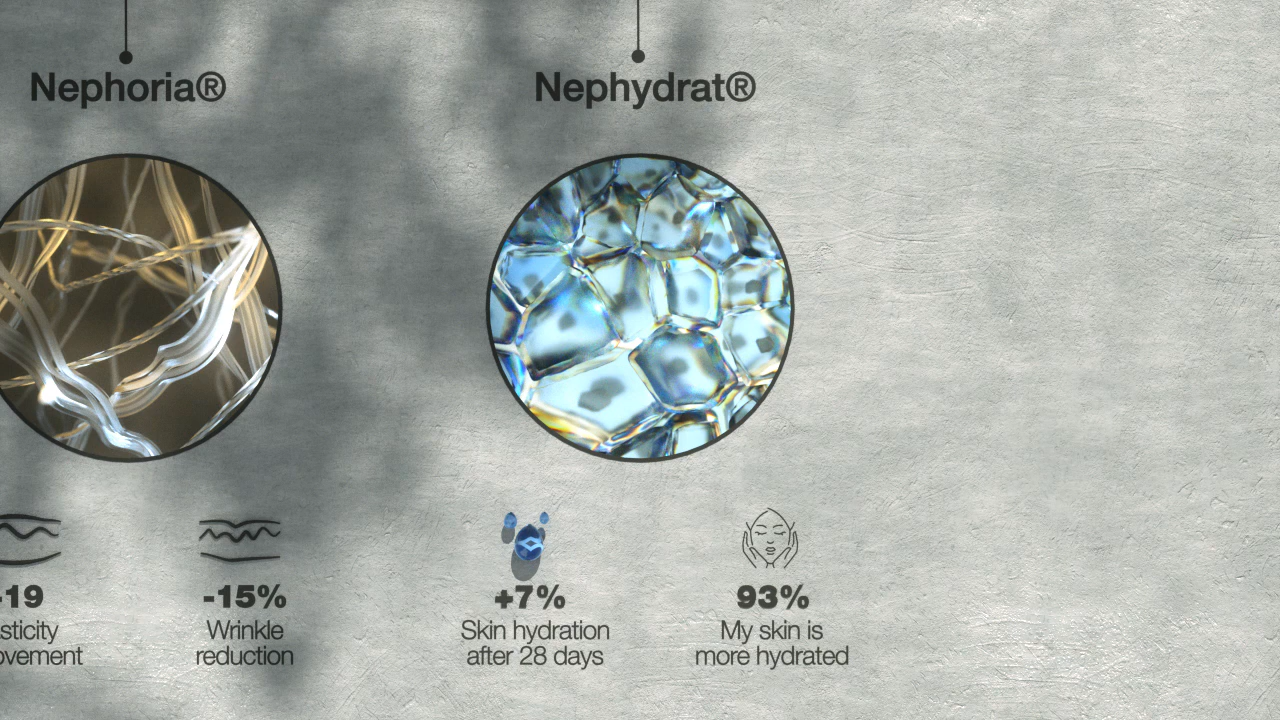 Nephoria®
Nephydrat®
-15%
Wrinkle
reduction
+7%
Skin hydration
after 28 days
93%
My skin is
more hydrated